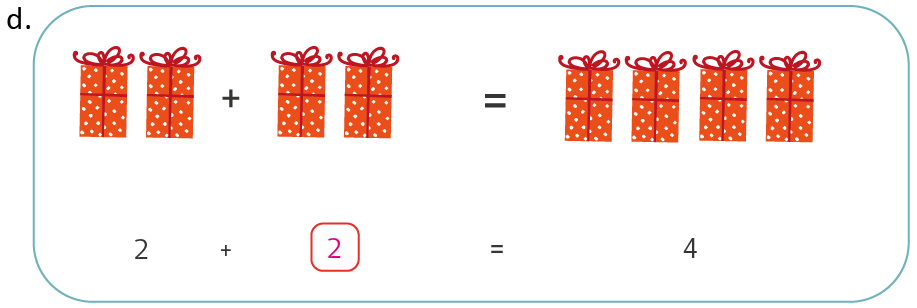 d.
+ =
2 + 2 = 4